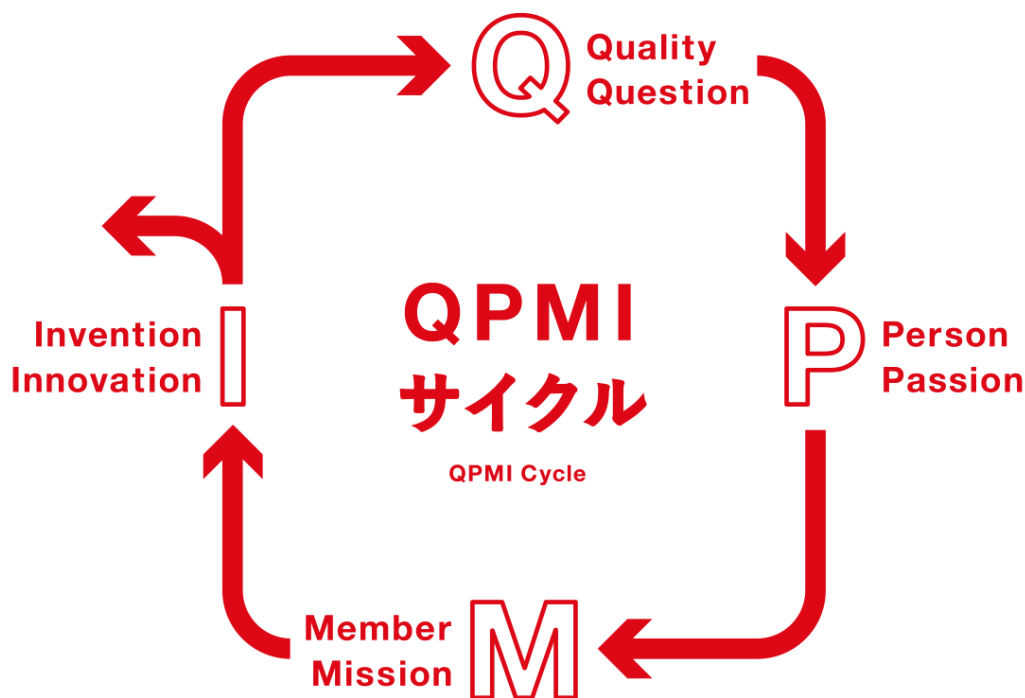 Q
Quality
Question
P
Person
Passion
M
Member
Mission
I
Invention
Innovation
QPMI
サイクル
QPMI Cycle